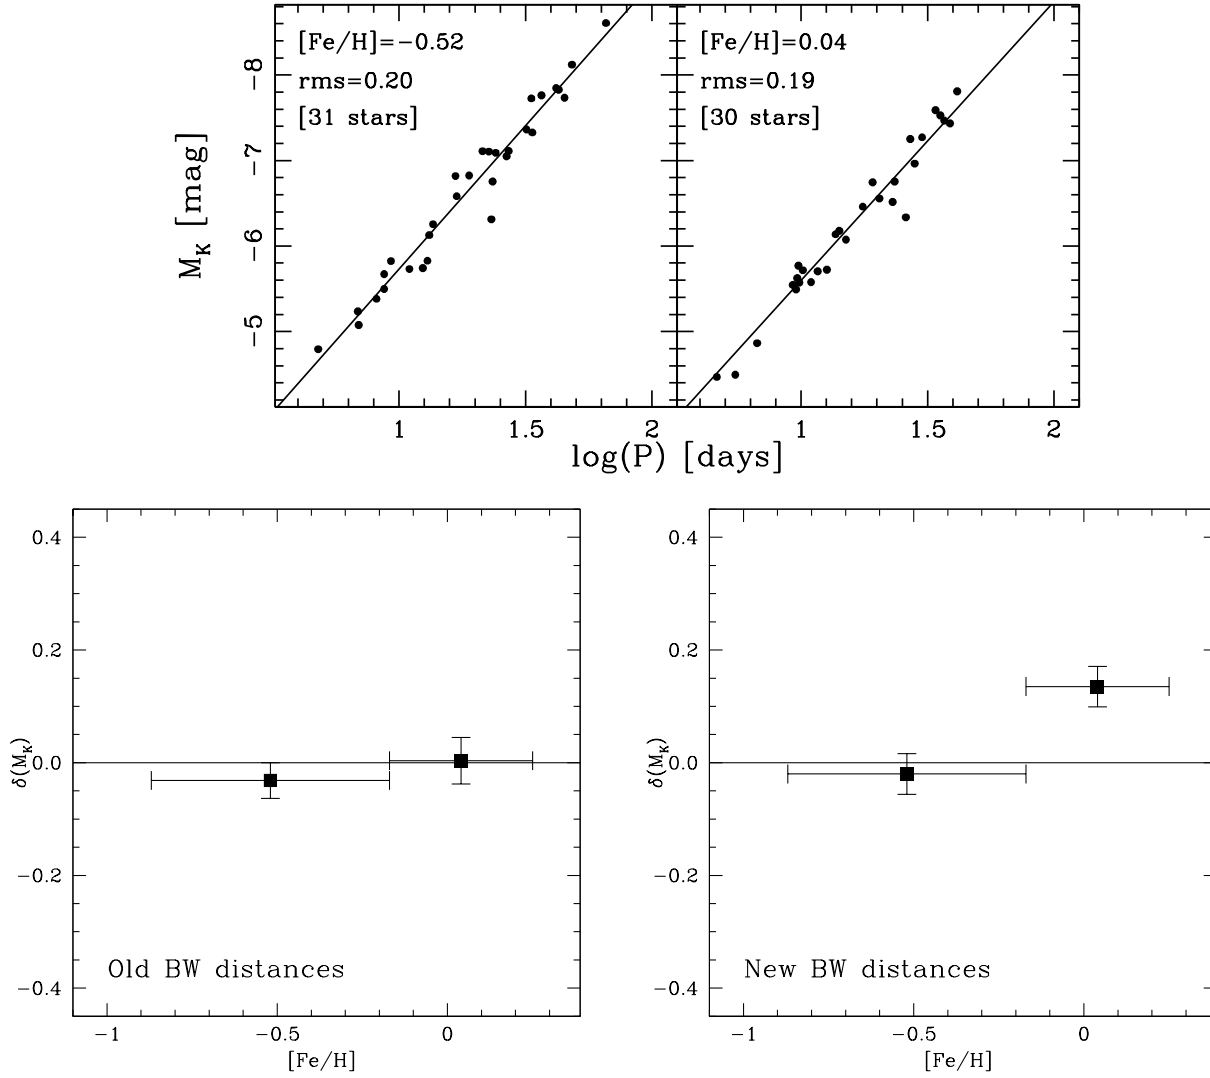 [Fe/H]=−0.52
rms=0.20
[31 stars]
[Fe/H]=0.04
rms=0.19
[30 stars]
M_K [mag]
-8
-7
-6
-5
1
1.5
2
1
1.5
2
log(P) [days]
0.4
0.2
0.0
−0.2
−0.4
δ(M_K)
Old BW distances
−1
−0.5
0
[Fe/H]
0.4
0.2
0.0
−0.2
−0.4
δ(M_K)
New BW distances
−1
−0.5
0
[Fe/H]